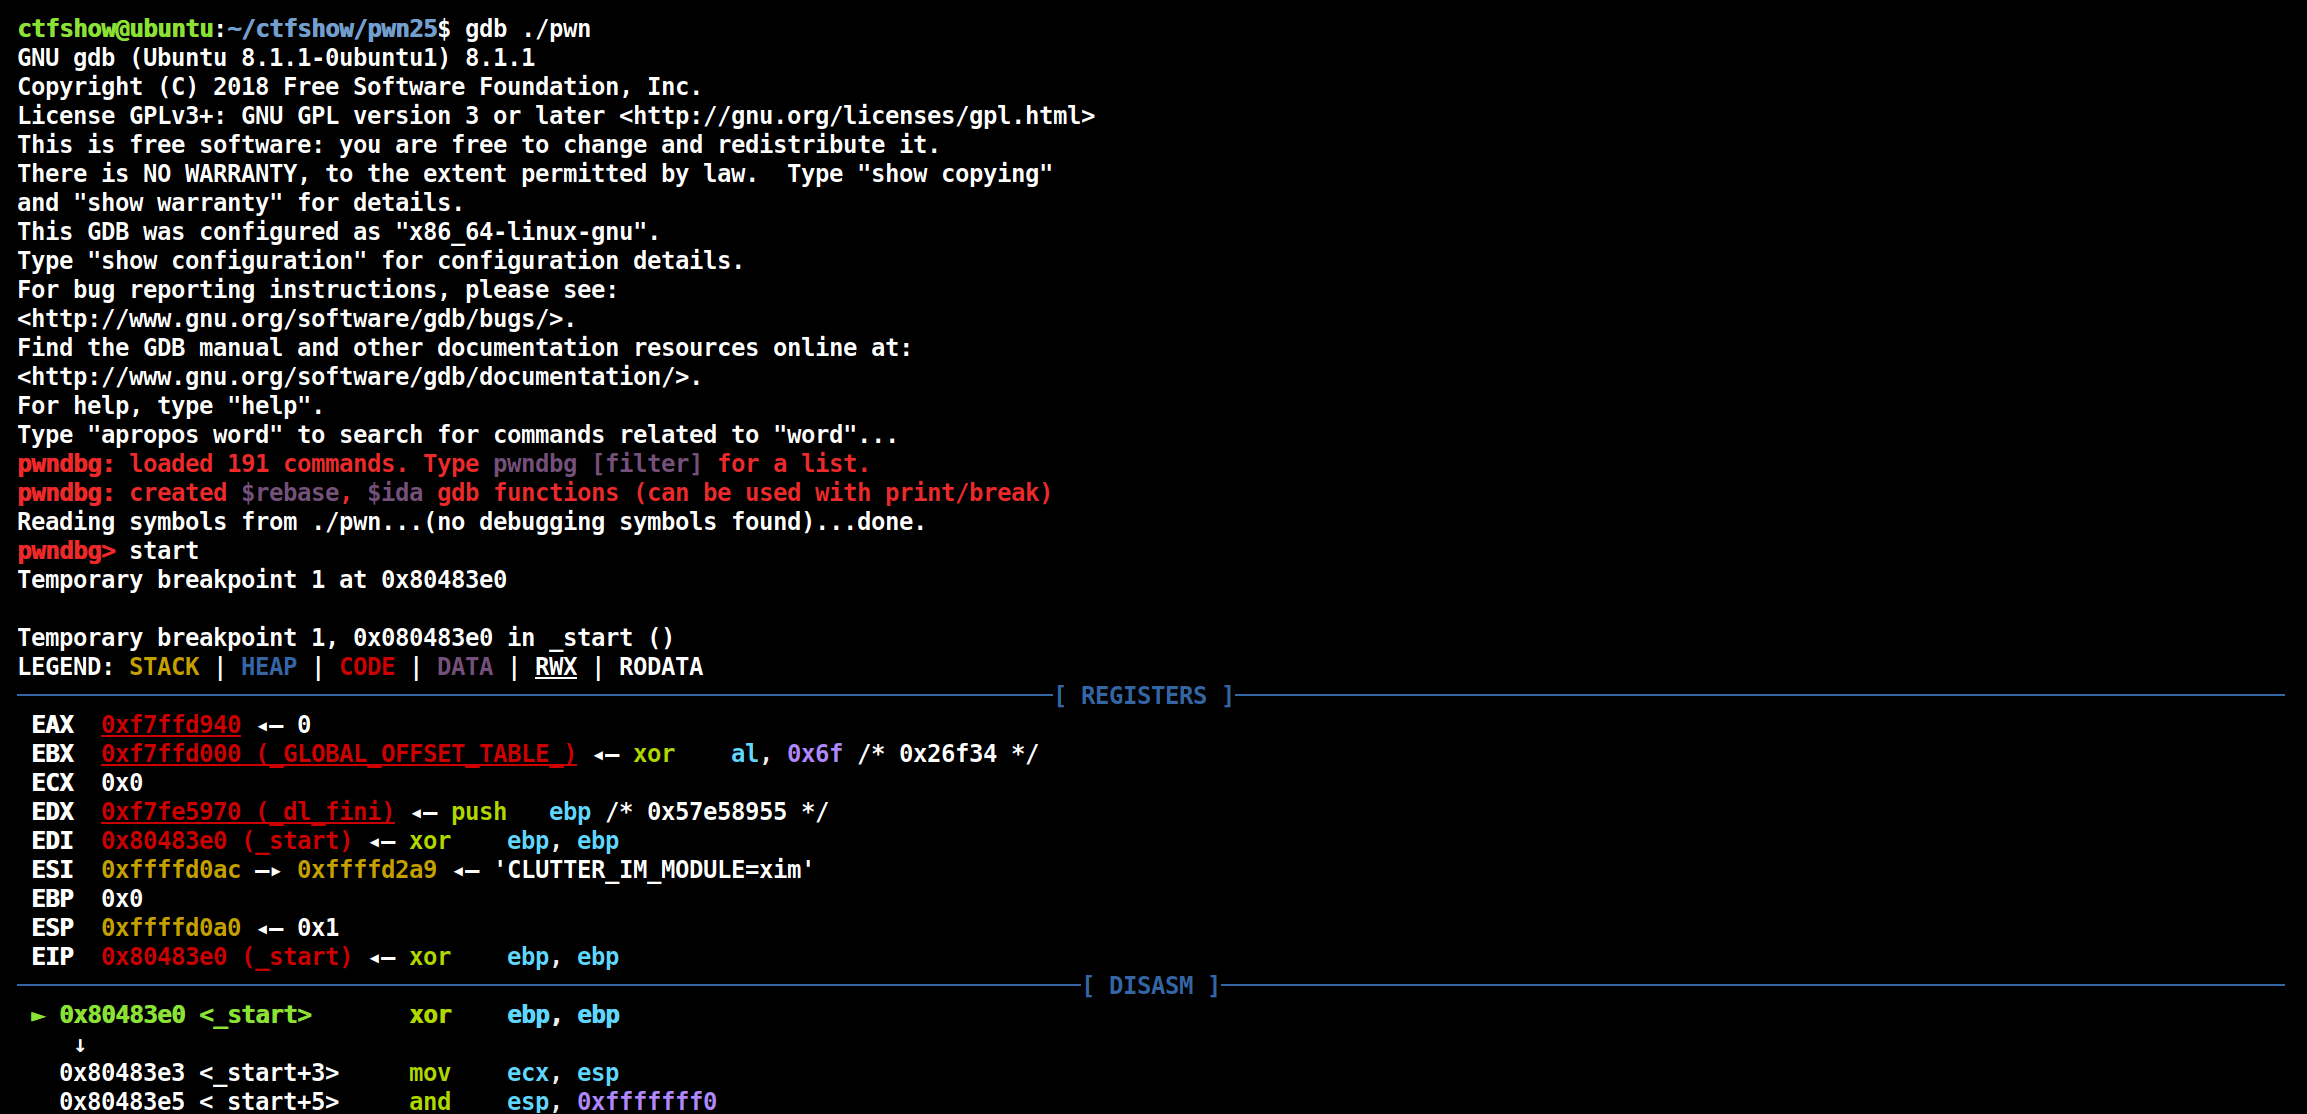 ctfshow@ubuntu:~/ctfshow/pwn25$ gdb ./pwn
GNU gdb (Ubuntu 8.1.1-0ubuntu1) 8.1.1
Copyright (C) 2018 Free Software Foundation, Inc.
License GPLv3+: GNU GPL version 3 or later <http://gnu.org/licenses/gpl.html>
This is free software: you are free to change and redistribute it.
There is NO WARRANTY, to the extent permitted by law.  Type "show copying"
and "show warranty" for details.
This GDB was configured as "x86_64-linux-gnu".
Type "show configuration" for configuration details.
For bug reporting instructions, please see:
<http://www.gnu.org/software/gdb/bugs/>.
Find the GDB manual and other documentation resources online at:
<http://www.gnu.org/software/gdb/documentation/>.
For help, type "help".
Type "apropos word" to search for commands related to "word"...
pwndbg: loaded 191 commands. Type pwndbg [filter] for a list.
pwndbg: created $rebase, $ida gdb functions (can be used with print/break)
Reading symbols from ./pwn...(no debugging symbols found)...done.
pwndbg> start
Temporary breakpoint 1 at 0x80483e0
Temporary breakpoint 1, 0x080483e0 in _start ()
LEGEND: STACK | HEAP | CODE | DATA | RWX | RODATA
[ REGISTERS ]
EAX  0xf7ffd940 ◂— 0
EBX  0xf7ffd000 (_GLOBAL_OFFSET_TABLE_) ◂— xor    al, 0x6f /* 0x26f34 */
ECX  0x0
EDX  0xf7fe5970 (_dl_fini) ◂— push   ebp /* 0x57e58955 */
EDI  0x80483e0 (_start) ◂— xor    ebp, ebp
ESI  0xffffd0ac —▸ 0xffffd2a9 ◂— 'CLUTTER_IM_MODULE=xim'
EBP  0x0
ESP  0xffffd0a0 ◂— 0x1
EIP  0x80483e0 (_start) ◂— xor    ebp, ebp
[ DISASM ]
► 0x80483e0 <_start>       xor    ebp, ebp
↓
0x80483e3 <_start+3>     mov    ecx, esp
0x80483e5 <_start+5>     and    esp, 0xfffffff0